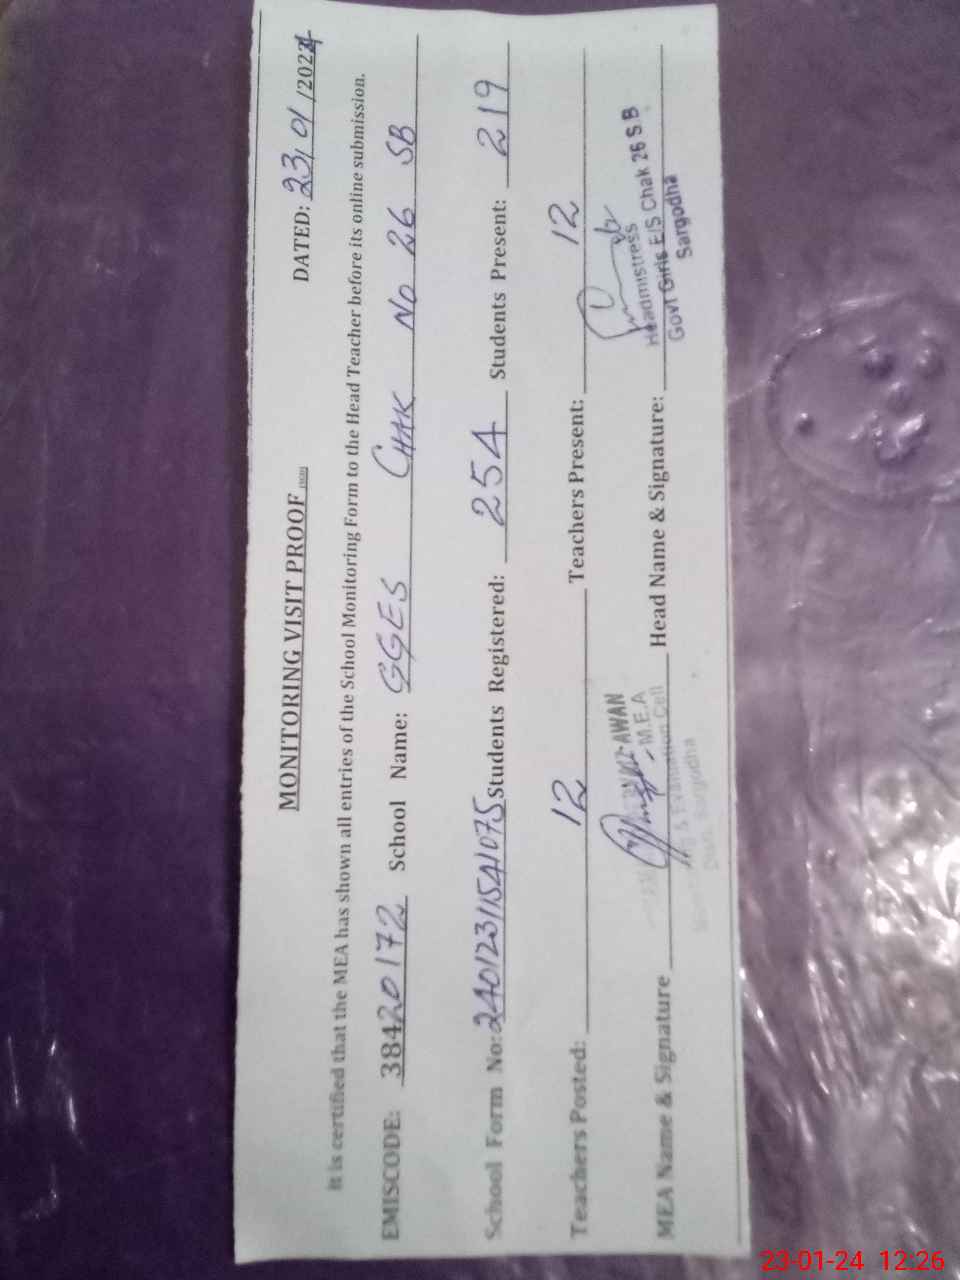 MONITORING VISIT PROOF
DATED: 23/01/2024
It is certified that the MEA has shown all entries of the School Monitoring Form to the Head Teacher before its online submission.
EMISCODE: 38420172 School Name: GGES CHAK NO 26 SB
School Form No: 24012311541075 Students Registered: 254 Students Present: 219
Teachers Posted: 12 Teachers Present: 12
MEA Name & Signature Head Name & Signature:
AWAN
M.E.A
& Evaluation Cell
Sargodha
Headmistress
Govt Girls E/S Chak 26 S.B
Sargodha
23-01-24 12:26